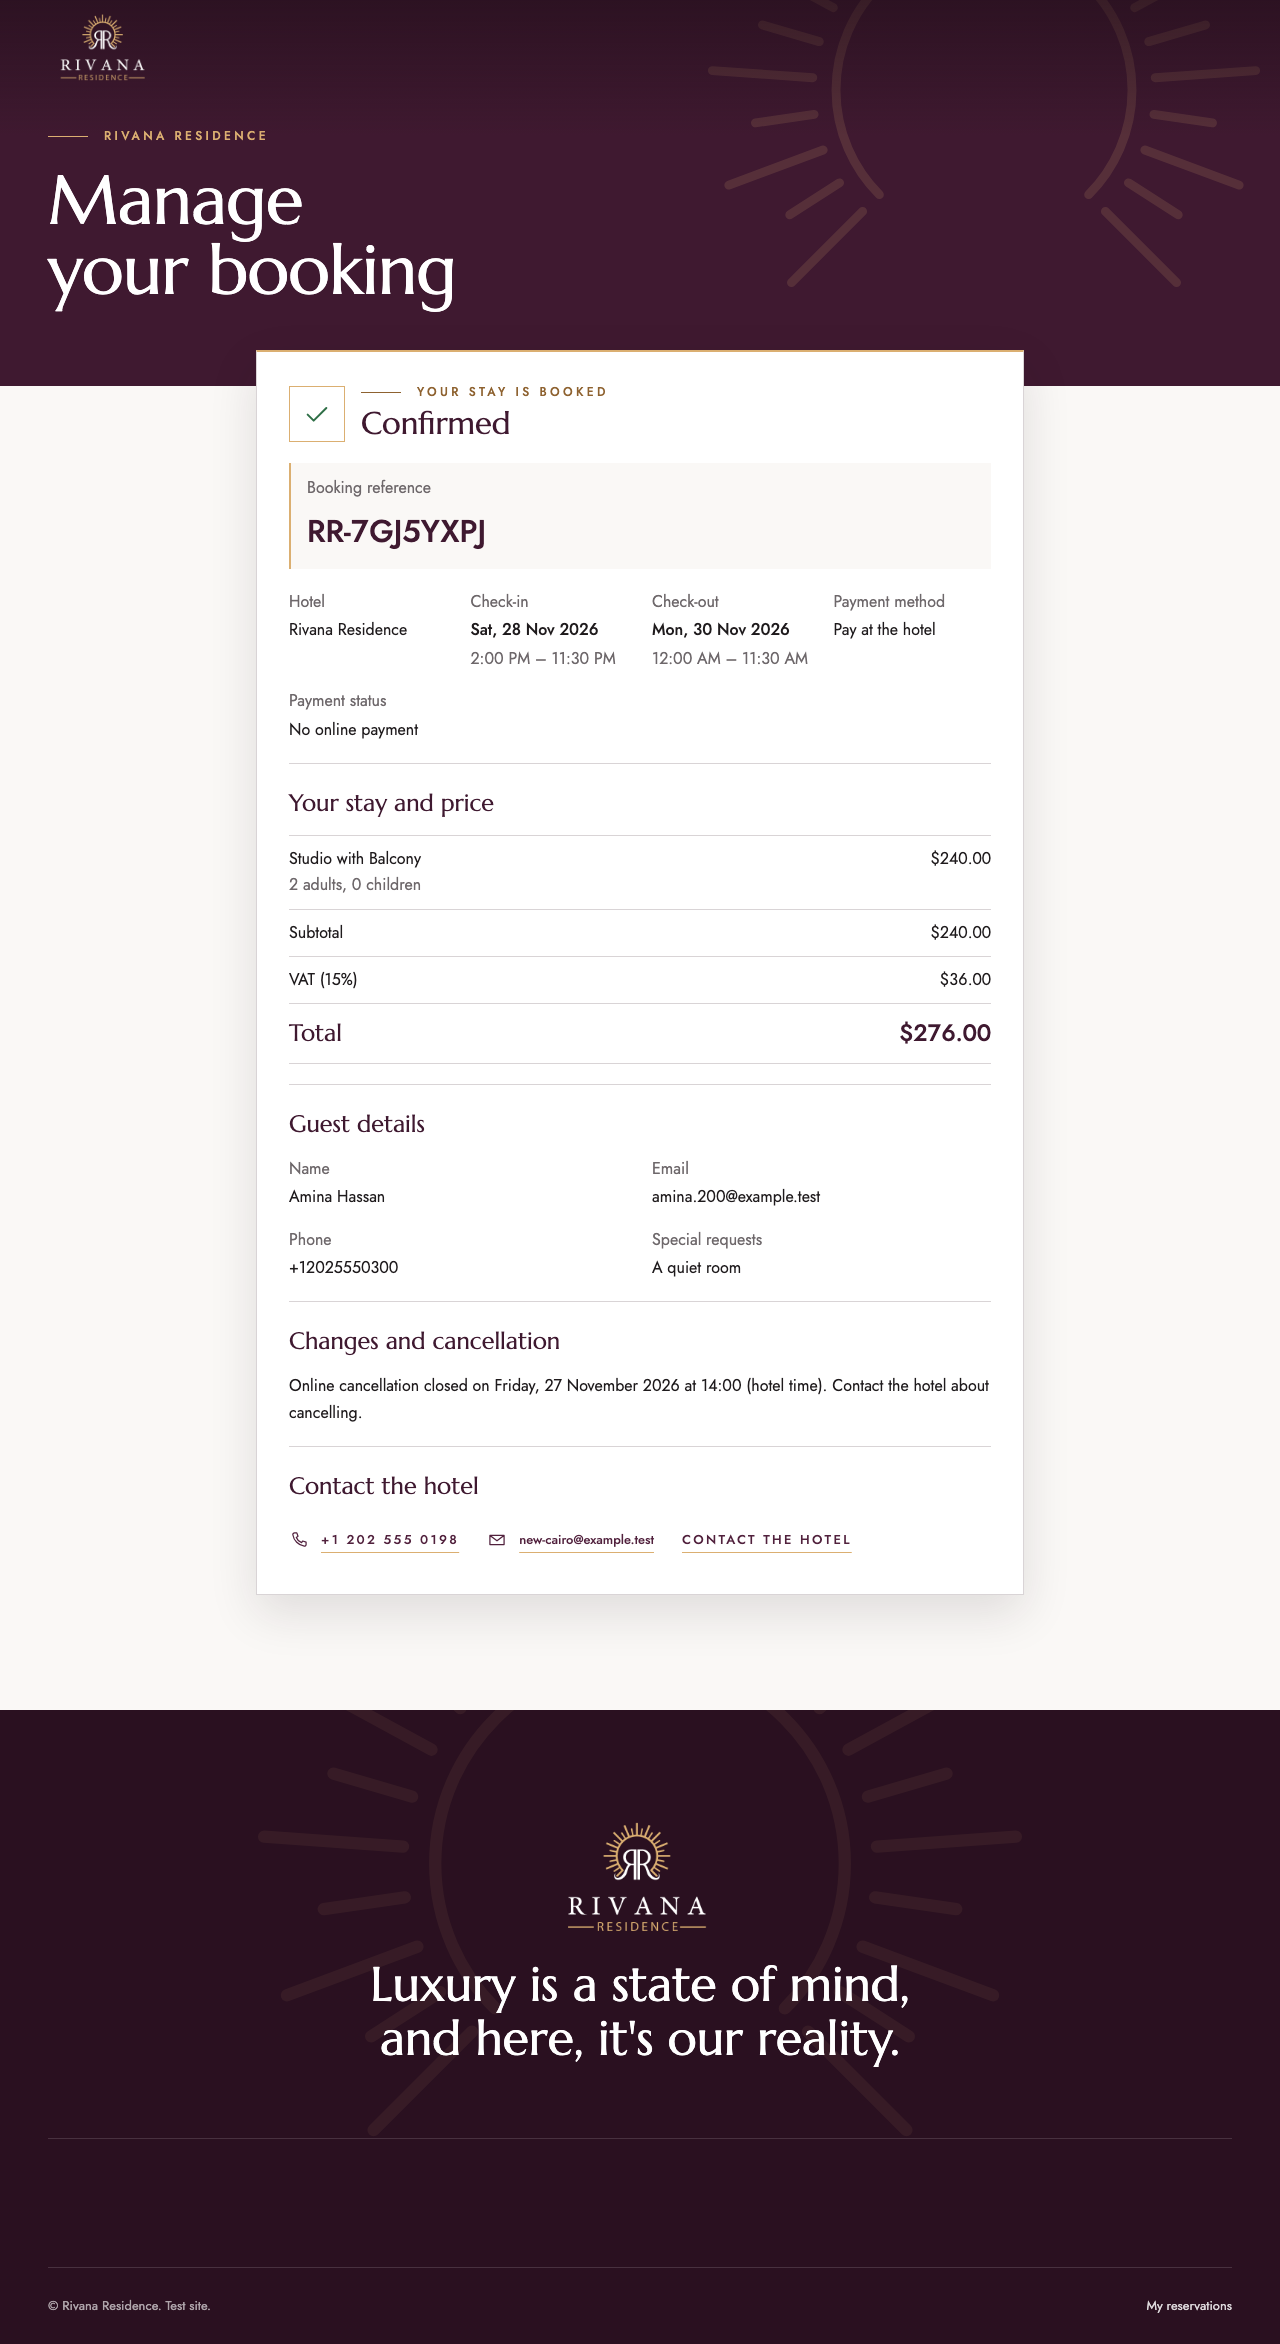 RIVANA
RESIDENCE
RIVANA RESIDENCE
Manage
your booking
YOUR STAY IS BOOKED
Confirmed
Booking reference
RR-7GJ5YXPJ
Hotel
Rivana Residence
Check-in
Sat, 28 Nov 2026
2:00 PM – 11:30 PM
Check-out
Mon, 30 Nov 2026
12:00 AM – 11:30 AM
Payment method
Pay at the hotel
Payment status
No online payment
Your stay and price
Studio with Balcony $240.00
2 adults, 0 children
Subtotal $240.00
VAT (15%) $36.00
Total $276.00
Guest details
Name
Amina Hassan
Email
amina.200@example.test
Phone
+12025550300
Special requests
A quiet room
Changes and cancellation
Online cancellation closed on Friday, 27 November 2026 at 14:00 (hotel time). Contact the hotel about
cancelling.
Contact the hotel
+1 202 555 0198 new-cairo@example.test CONTACT THE HOTEL
RR
RIVANA
RESIDENCE
Luxury is a state of mind,
and here, it's our reality.
© Rivana Residence. Test site. My reservations